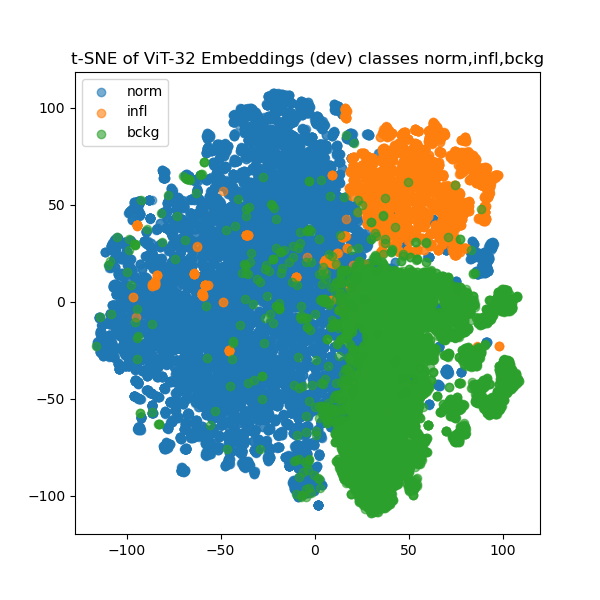 t-SNE of ViT-32 Embeddings (dev) classes norm,infl,bckg
norm
infl
bckg
100
50
0
−50
−100
−100
−50
0
50
100